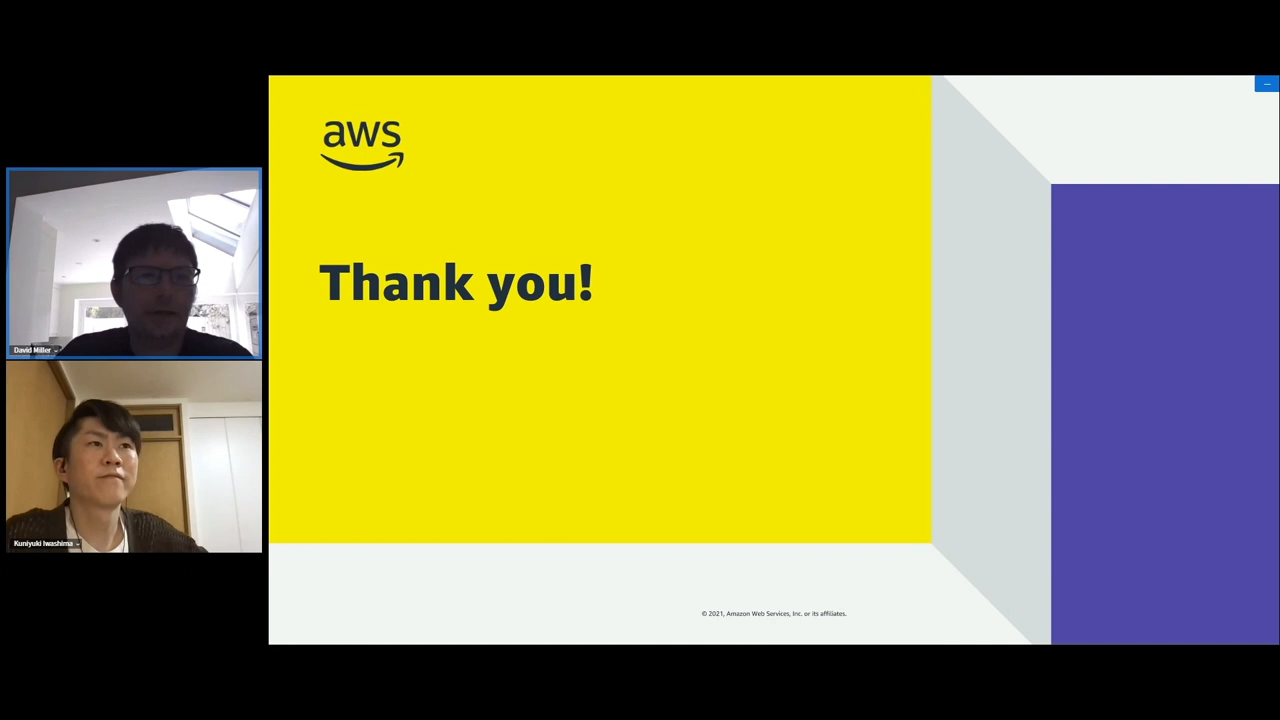 aws
Thank you!
David Miller
Kuniyuki Iwashima
© 2021, Amazon Web Services, Inc. or its affiliates.